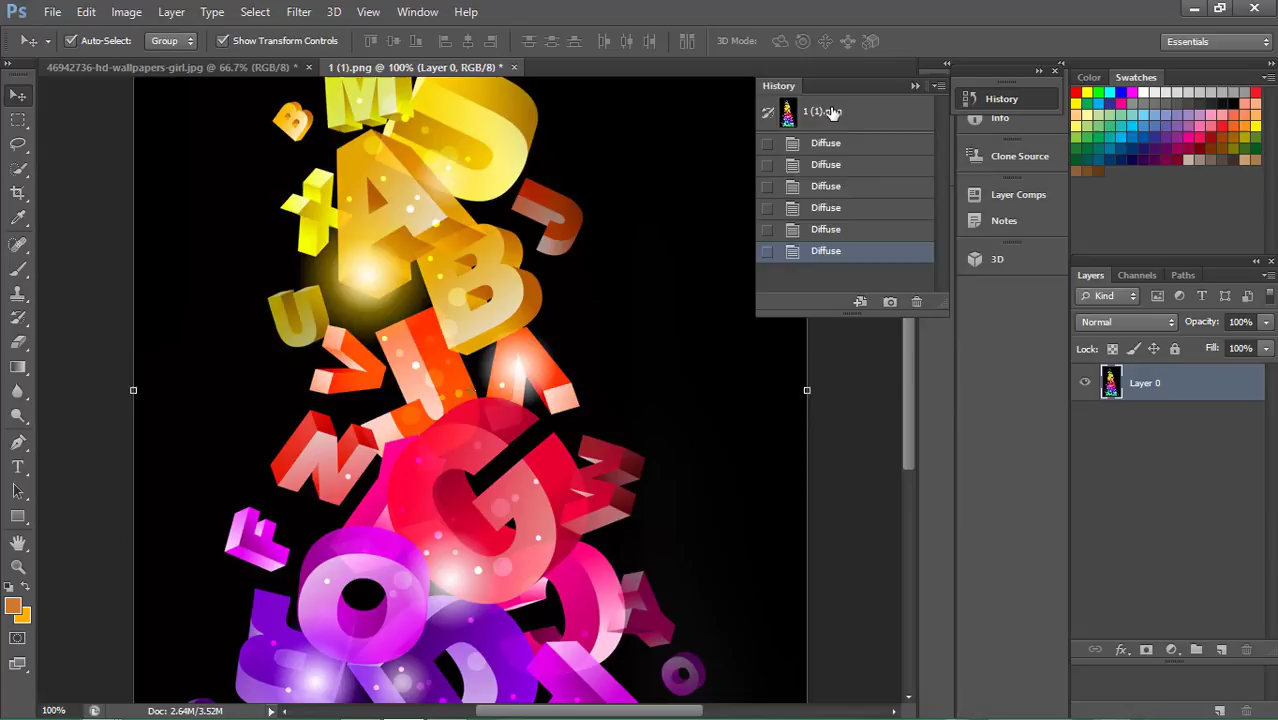 Ps File Edit Image Layer Type Select Filter 3D View Window Help
Auto-Select: Group Show Transform Controls 3D Mode: Essentials
46942736-hd-wallpapers-girl.jpg @ 66.7% (RGB/8) * × 1 (1).png @ 100% (Layer 0, RGB/8) * ×
History
1 (1).png
Diffuse
Diffuse
Diffuse
Diffuse
Diffuse
Diffuse
History
Info
Clone Source
Layer Comps
Notes
3D
Color Swatches
Layers Channels Paths
Kind
Normal Opacity: 100%
Lock: Fill: 100%
Layer 0
M U
B
A
J
t
B
U
V J A
N G M
F
O Y
O
100% Doc: 2.64M/3.52M